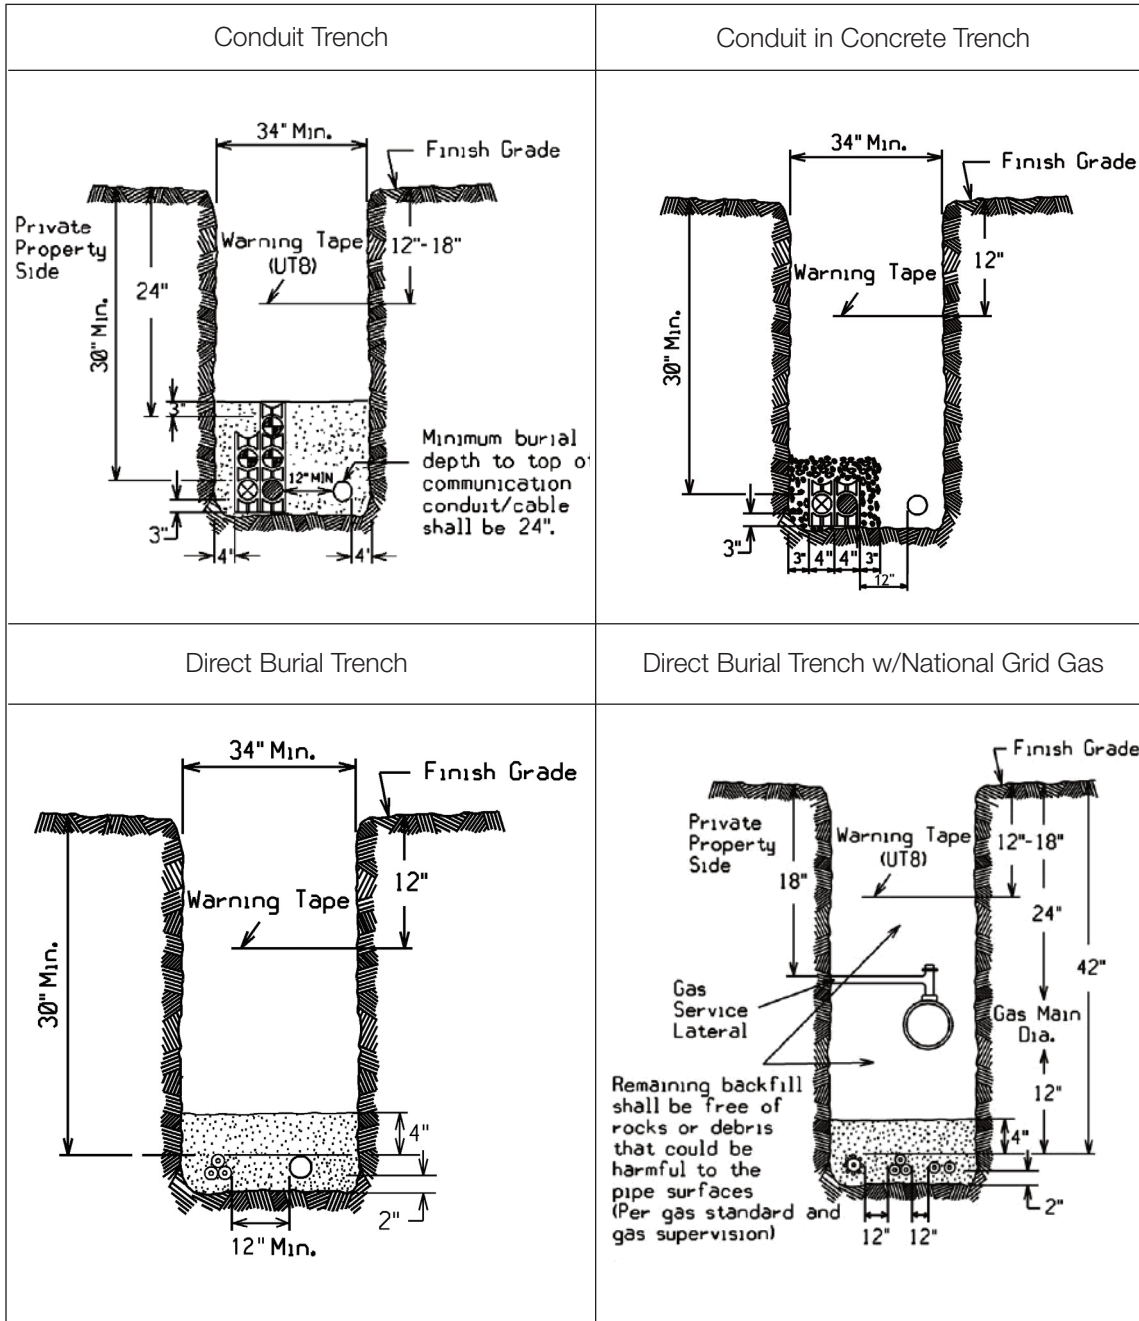 Conduit Trench
34" Min.
Finish Grade
Private
Property
Side
Warning Tape
(UT8)
12"-18"
24"
30" Min.
3"
12" MIN
Minimum burial
depth to top of
communication
conduit/cable
shall be 24".
3"
4"
4"
Conduit in Concrete Trench
34" Min.
Finish Grade
Warning Tape
12"
30" Min.
3"
3" 4" 4" 3"
12"
Direct Burial Trench
34" Min.
Finish Grade
Warning Tape
12"
30" Min.
4"
2"
12" Min.
Direct Burial Trench w/National Grid Gas
Finish Grade
Private
Property
Side
Warning Tape
(UT8)
12"-18"
18"
24"
42"
Gas
Service
Lateral
Gas Main
Dia.
12"
Remaining backfill
shall be free of
rocks or debris
that could be
harmful to the
pipe surfaces
(Per gas standard and
gas supervision)
4"
2"
12" 12"